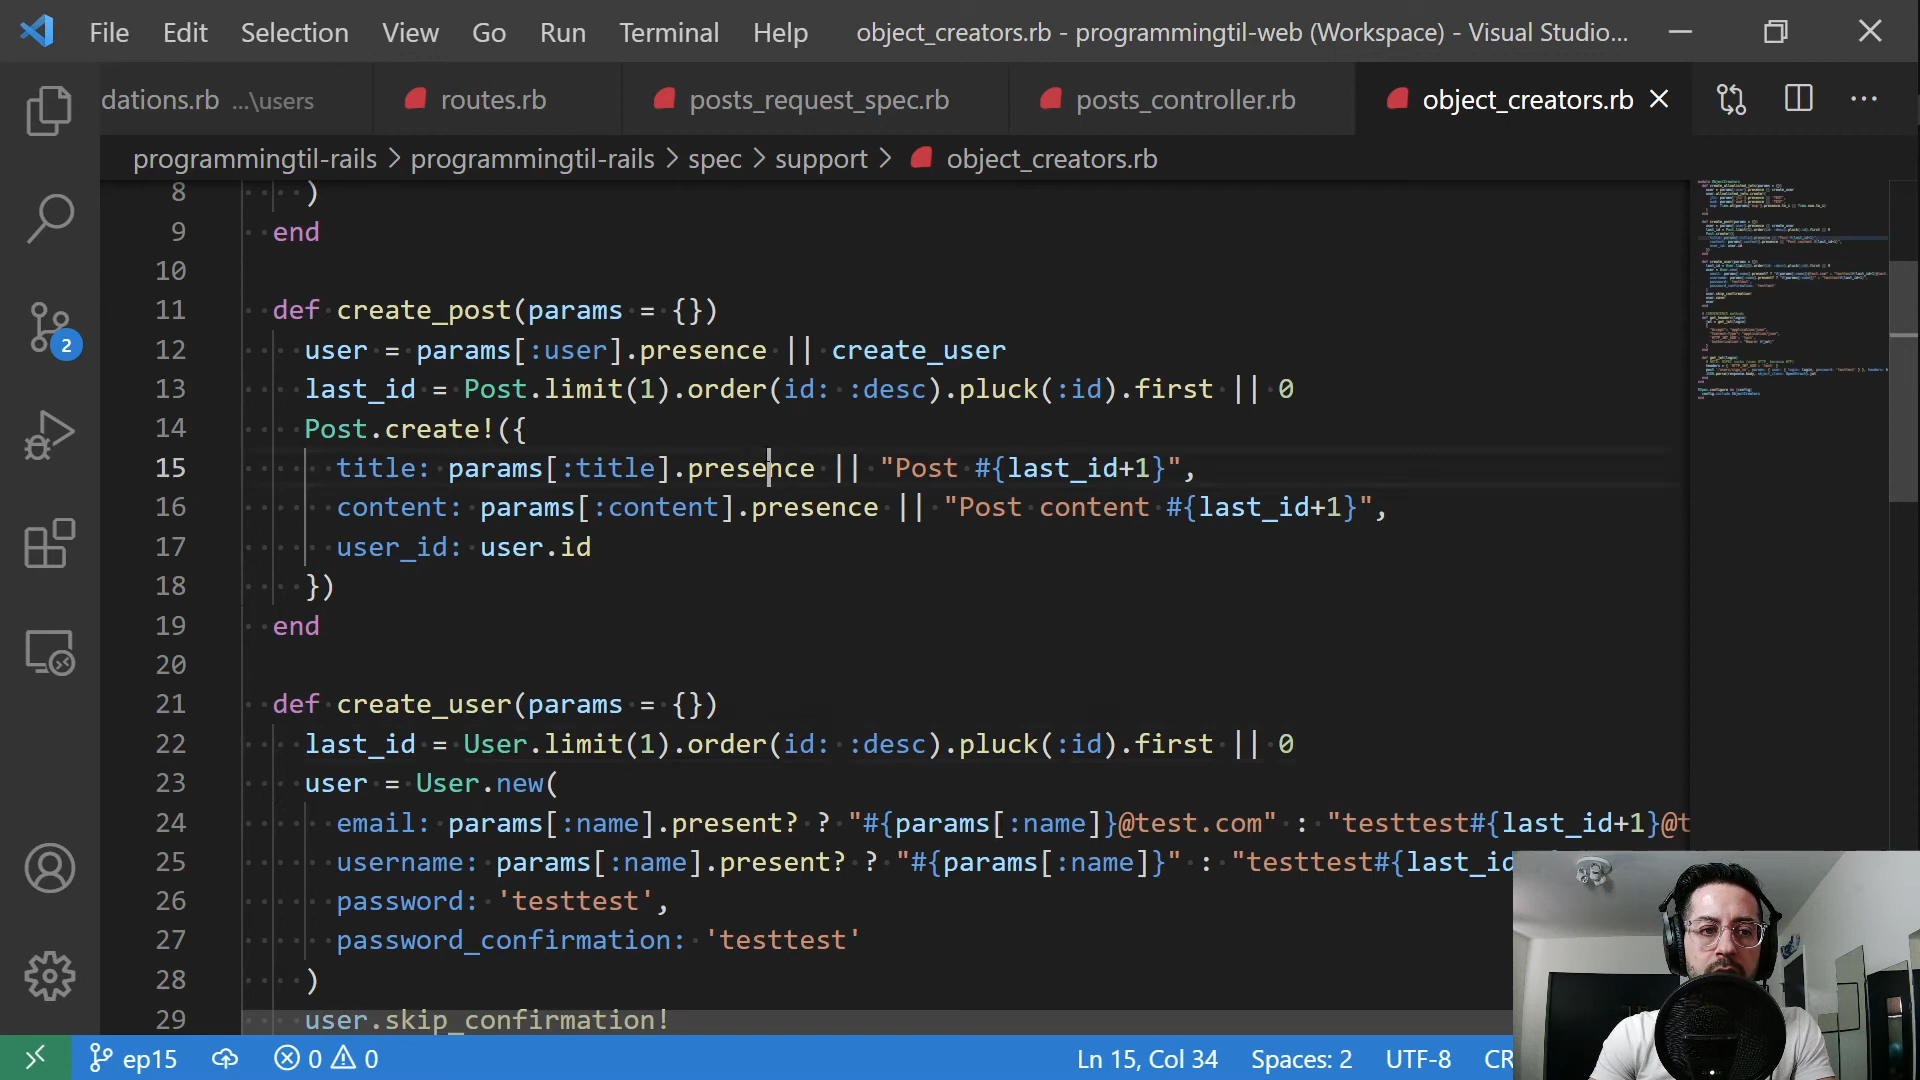 File Edit Selection View Go Run Terminal Help object_creators.rb - programmingtil-web (Workspace) - Visual Studio...
dations.rb ...\users routes.rb posts_request_spec.rb posts_controller.rb object_creators.rb
programmingtil-rails > programmingtil-rails > spec > support > object_creators.rb
8 )
9 end
10
11 def create_post(params = {})
12 user = params[:user].presence || create_user
13 last_id = Post.limit(1).order(id: :desc).pluck(:id).first || 0
14 Post.create!({
15 title: params[:title].presence || "Post #{last_id+1}",
16 content: params[:content].presence || "Post content #{last_id+1}",
17 user_id: user.id
18 })
19 end
20
21 def create_user(params = {})
22 last_id = User.limit(1).order(id: :desc).pluck(:id).first || 0
23 user = User.new(
24 email: params[:name].present? ? "#{params[:name]}@test.com" : "testtest#{last_id+1}@t
25 username: params[:name].present? ? "#{params[:name]}" : "testtest#{last_id
26 password: 'testtest',
27 password_confirmation: 'testtest'
28 )
29 user.skip_confirmation!
2
ep15 0 0 Ln 15, Col 34 Spaces: 2 UTF-8 CR